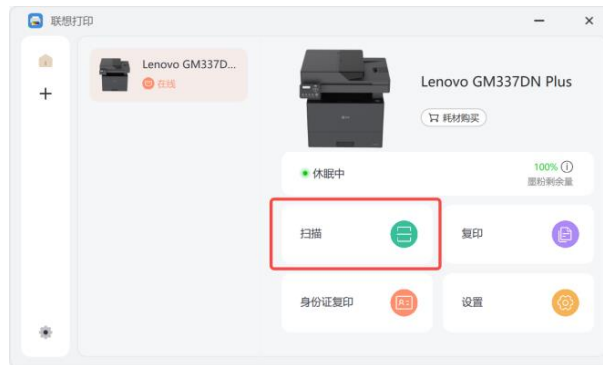 联想打印
Lenovo GM337D...
在线
Lenovo GM337DN Plus
耗材购买
休眠中
100%
墨粉剩余量
扫描
复印
身份证复印
设置